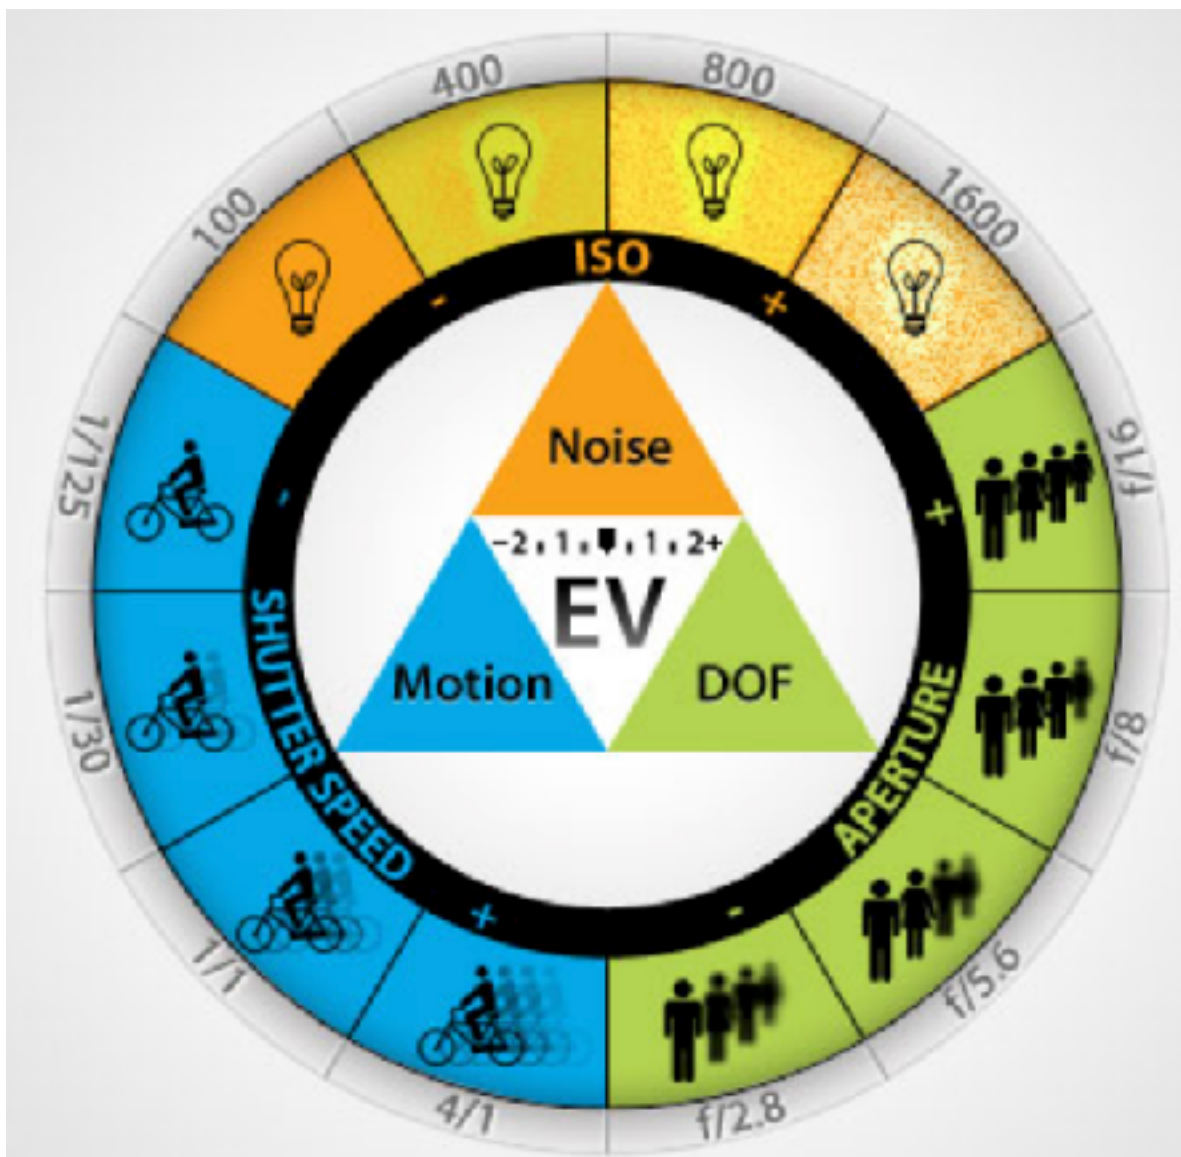 400
800
100
1600
ISO
-
+
1/125
f/16
-
+
Noise
-2 1 1 2+
EV
Motion
DOF
SHUTTER SPEED
APERTURE
1/30
f/8
+
-
1/1
f/5.6
4/1
f/2.8